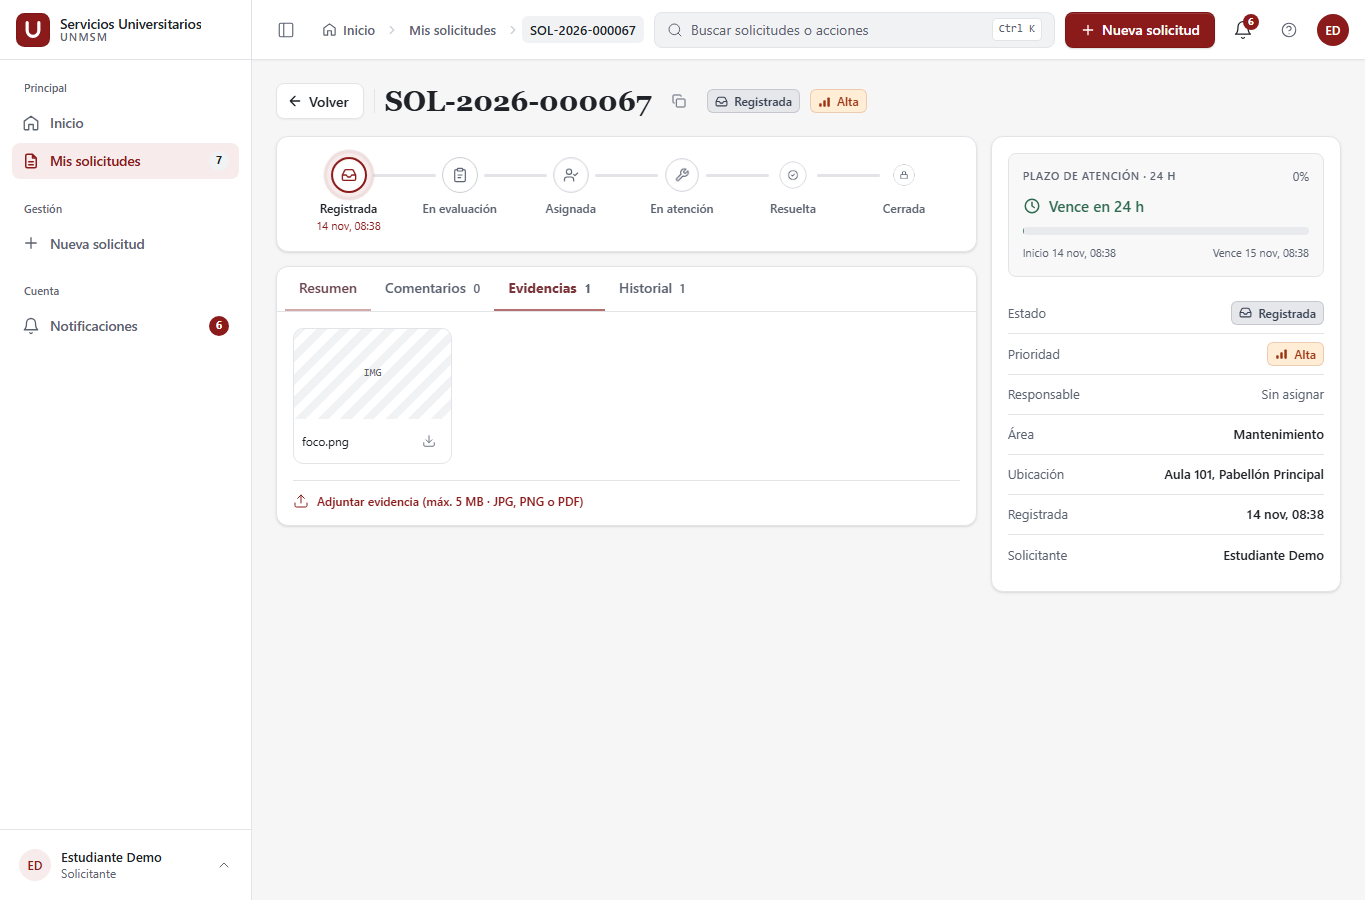 U
Servicios Universitarios
UNMSM
Inicio
Mis solicitudes
SOL-2026-000067
Buscar solicitudes o acciones
Ctrl K
Nueva solicitud
6
ED
Principal
Inicio
Mis solicitudes 7
Gestión
Nueva solicitud
Cuenta
Notificaciones 6
Estudiante Demo
Solicitante
ED
Volver
SOL-2026-000067
Registrada
Alta
Registrada
14 nov, 08:38
En evaluación
Asignada
En atención
Resuelta
Cerrada
Resumen
Comentarios 0
Evidencias 1
Historial 1
IMG
foco.png
Adjuntar evidencia (máx. 5 MB · JPG, PNG o PDF)
PLAZO DE ATENCIÓN · 24 H 0%
Vence en 24 h
Inicio 14 nov, 08:38 Vence 15 nov, 08:38
Estado Registrada
Prioridad Alta
Responsable Sin asignar
Área Mantenimiento
Ubicación Aula 101, Pabellón Principal
Registrada 14 nov, 08:38
Solicitante Estudiante Demo